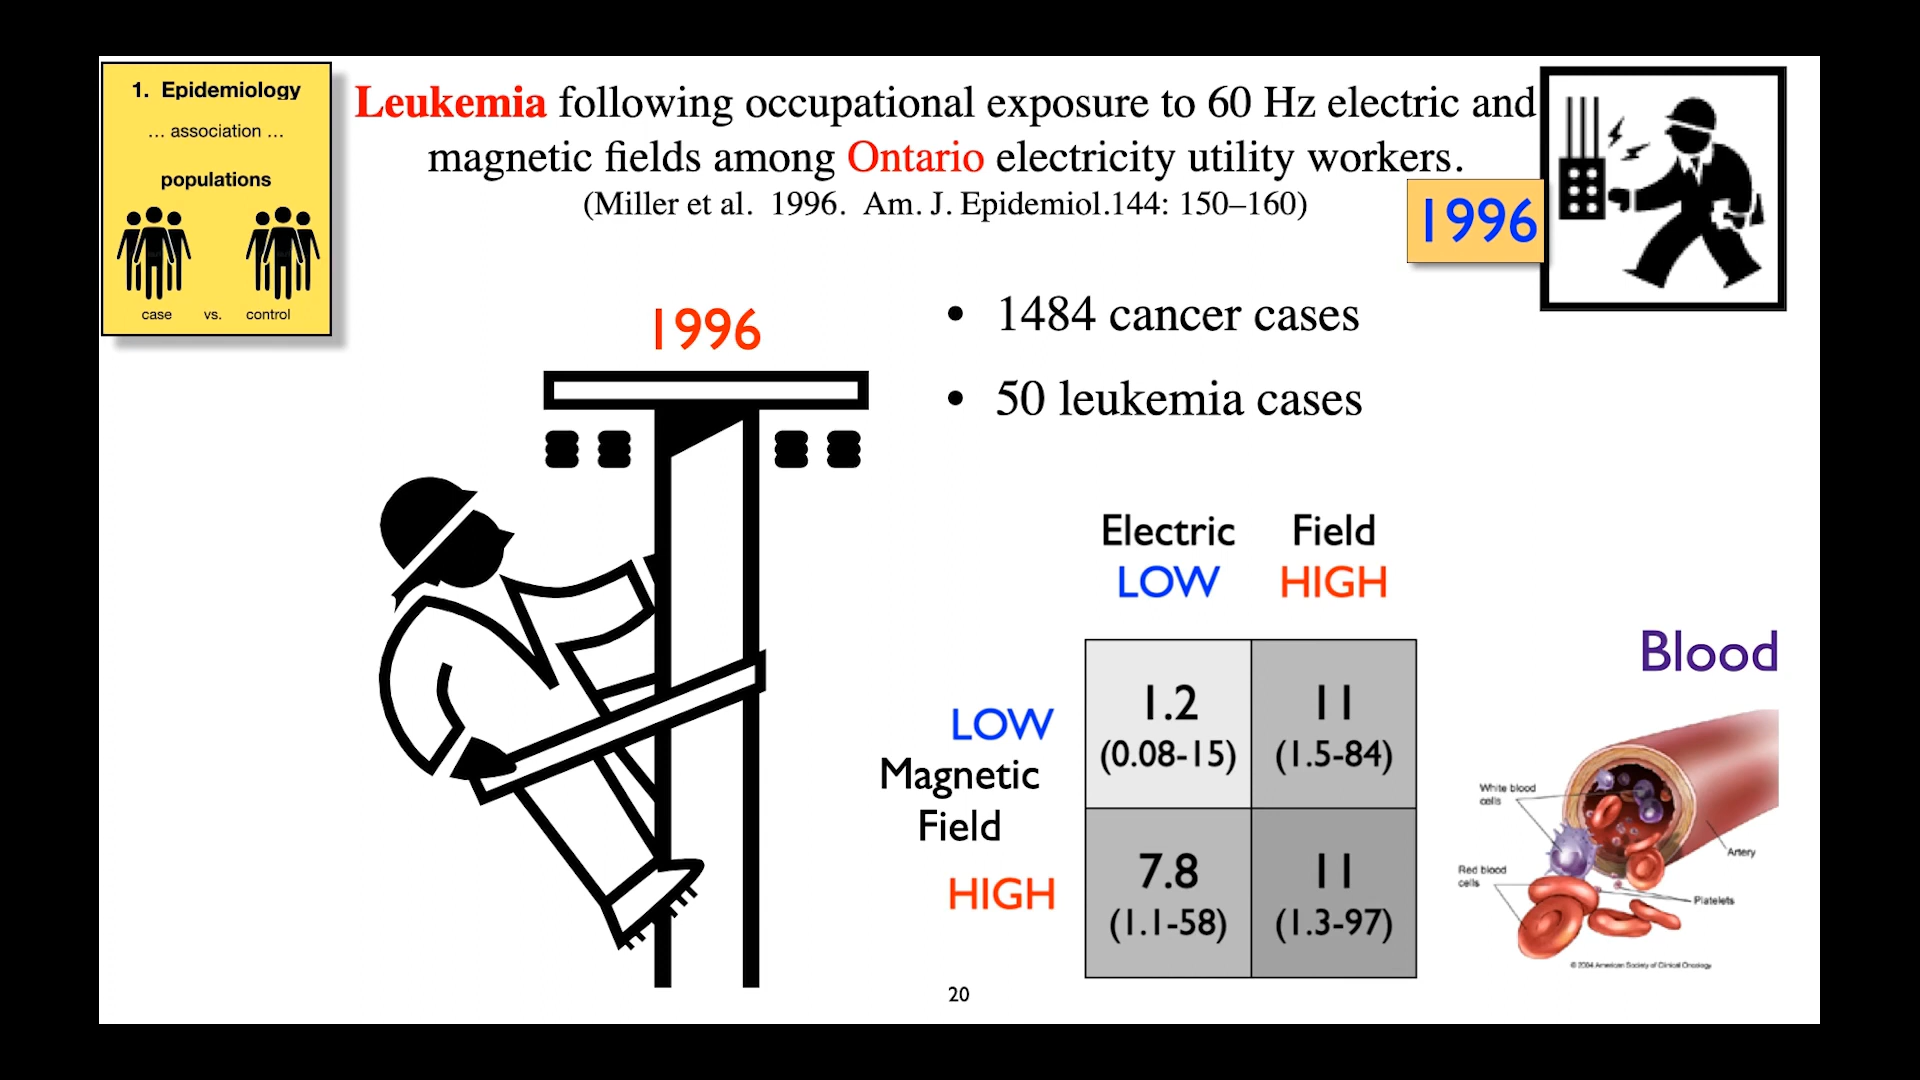 1. Epidemiology
... association ...
populations
case vs. control
Leukemia following occupational exposure to 60 Hz electric and
magnetic fields among Ontario electricity utility workers.
(Miller et al. 1996. Am. J. Epidemiol.144: 150–160)
1996
1996
• 1484 cancer cases
• 50 leukemia cases
Electric Field
LOW HIGH
LOW
Magnetic
Field
HIGH
1.2 11
(0.08-15) (1.5-84)
7.8 11
(1.1-58) (1.3-97)
Blood
White blood
cells
Artery
Red blood
cells
Platelets
© 2004 American Society of Clinical Oncology
20